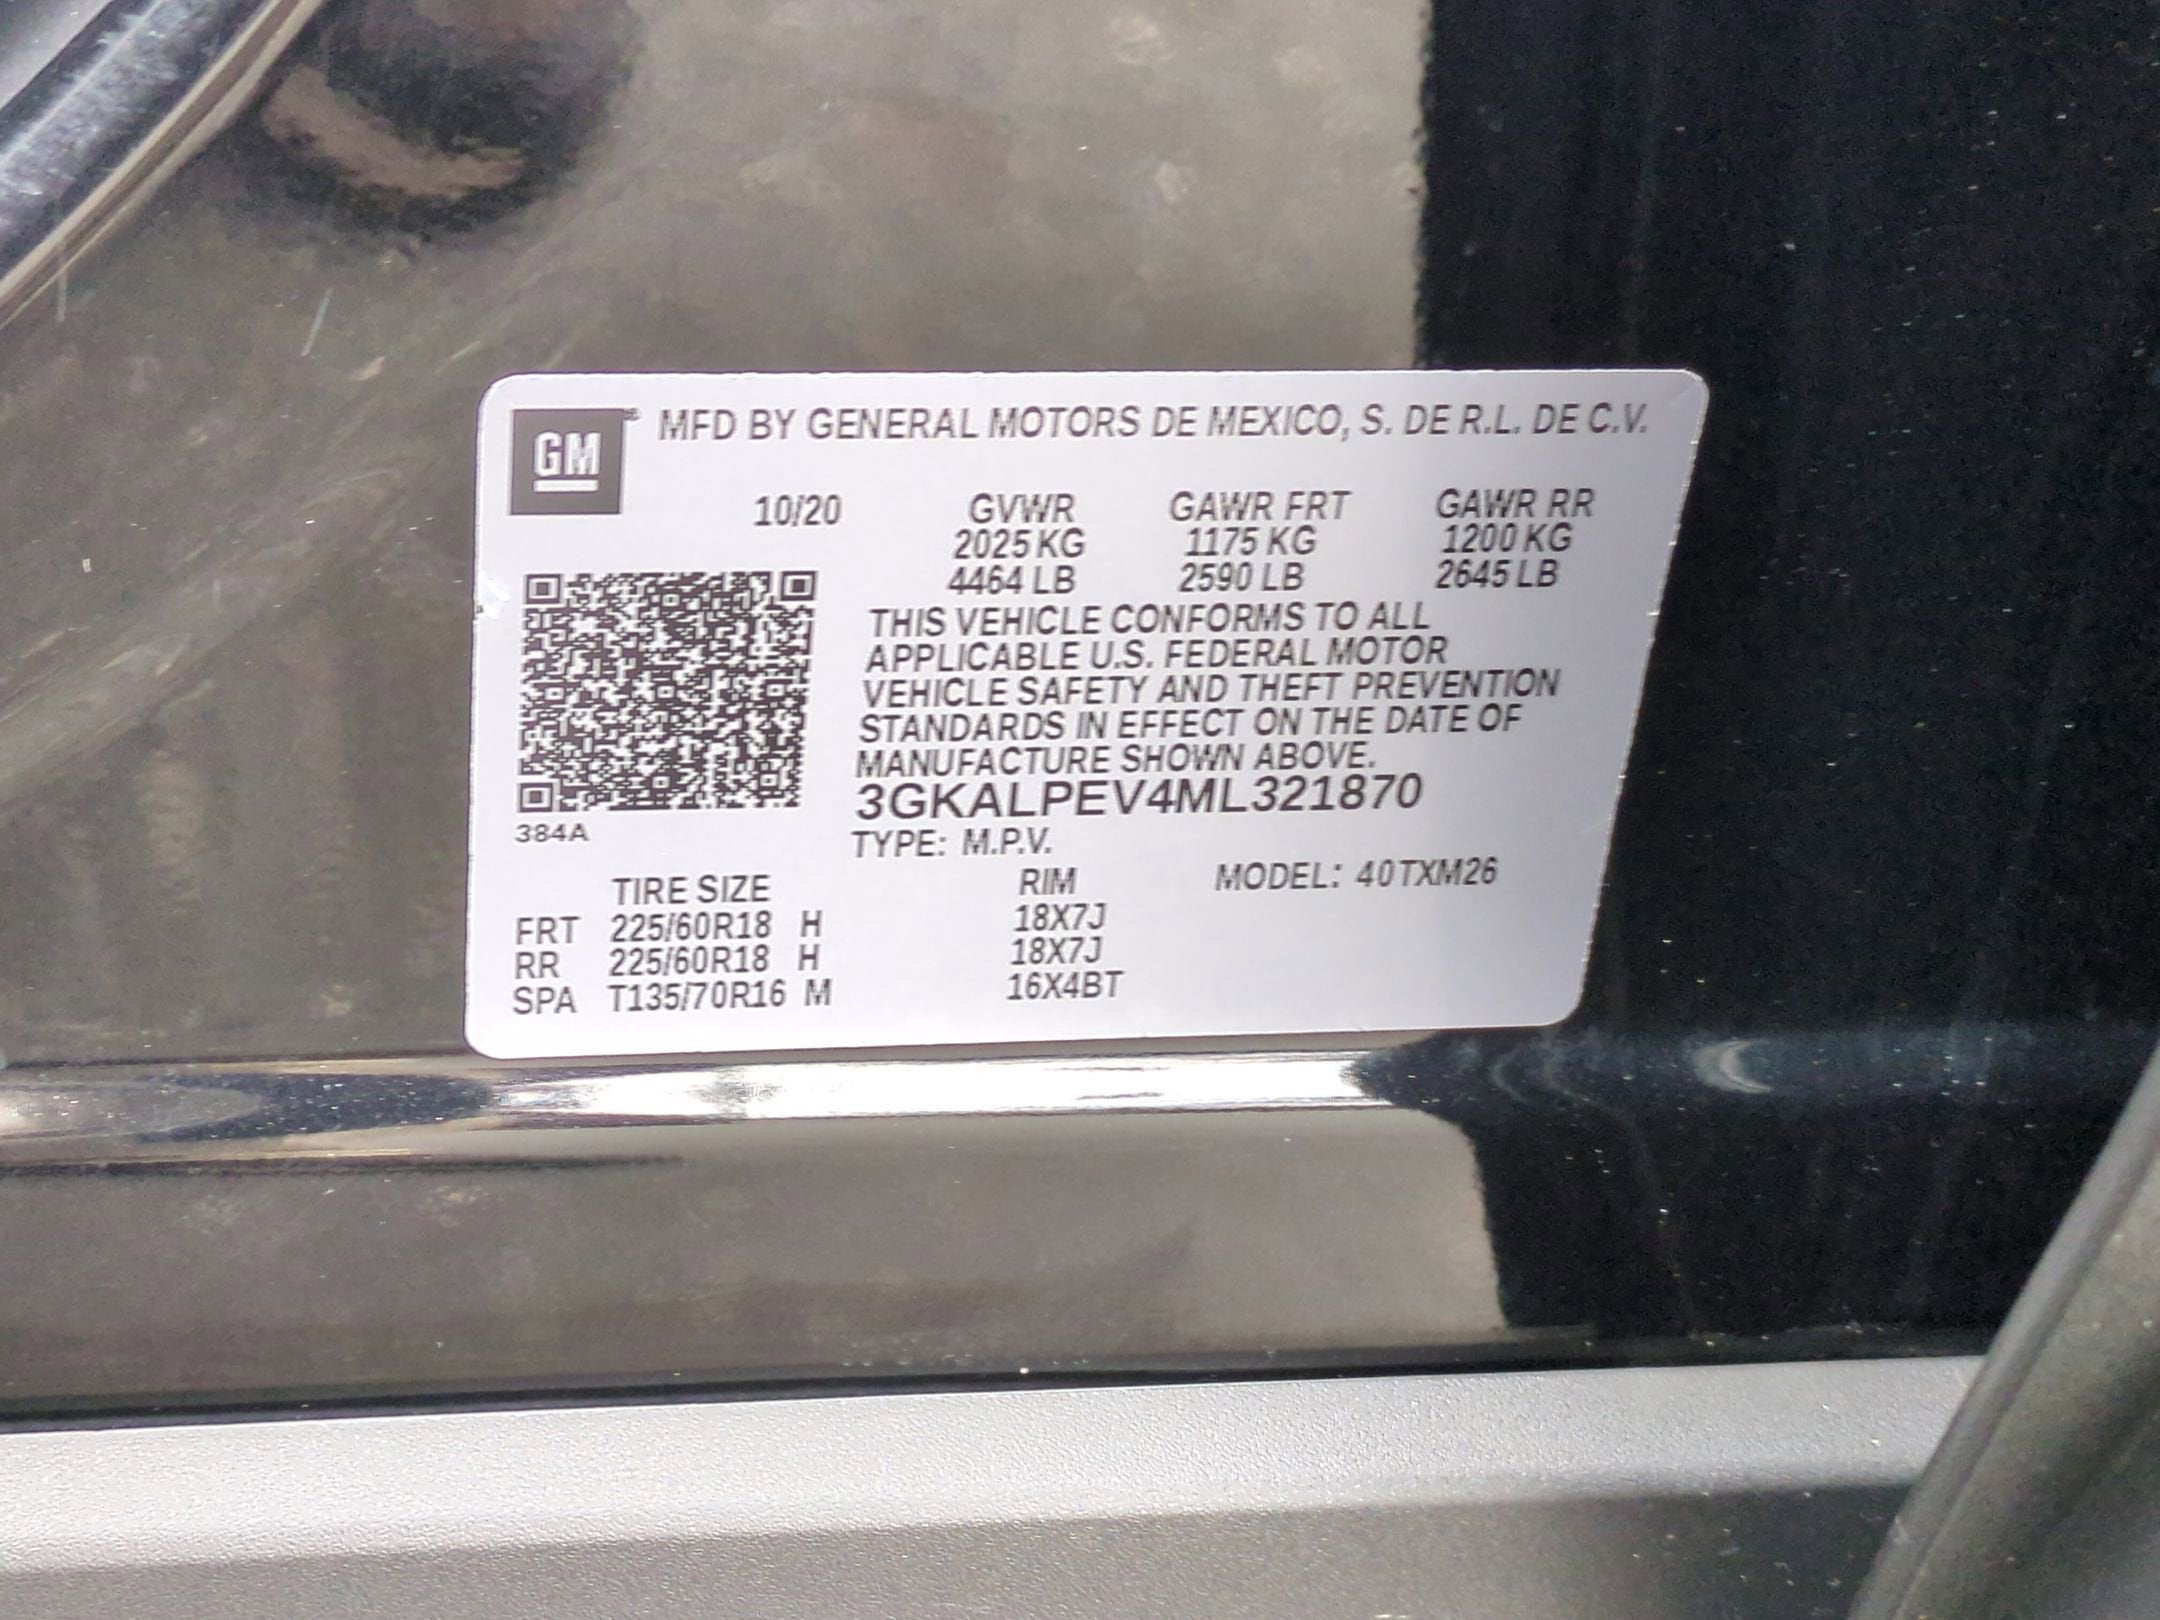 GM MFD BY GENERAL MOTORS DE MEXICO, S. DE R.L. DE C.V.
10/20 GVWR GAWR FRT GAWR RR
2025 KG 1175 KG 1200 KG
4464 LB 2590 LB 2645 LB
THIS VEHICLE CONFORMS TO ALL
APPLICABLE U.S. FEDERAL MOTOR
VEHICLE SAFETY AND THEFT PREVENTION
STANDARDS IN EFFECT ON THE DATE OF
MANUFACTURE SHOWN ABOVE.
3GKALPEV4ML321870
384A
TYPE: M.P.V.
TIRE SIZE RIM MODEL: 40TXM26
FRT 225/60R18 H 18X7J
RR 225/60R18 H 18X7J
SPA T135/70R16 M 16X4BT